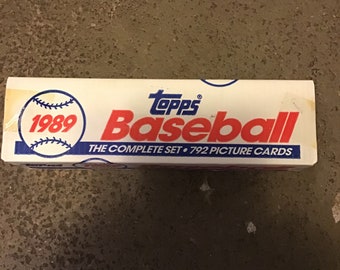 1989
Topps®
Baseball
THE COMPLETE SET • 792 PICTURE CARDS